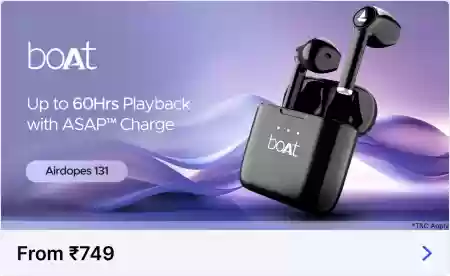 boAt
Up to 60Hrs Playback
with ASAP™ Charge
boAt
Airdopes 131
*T&C Apply
From ₹749